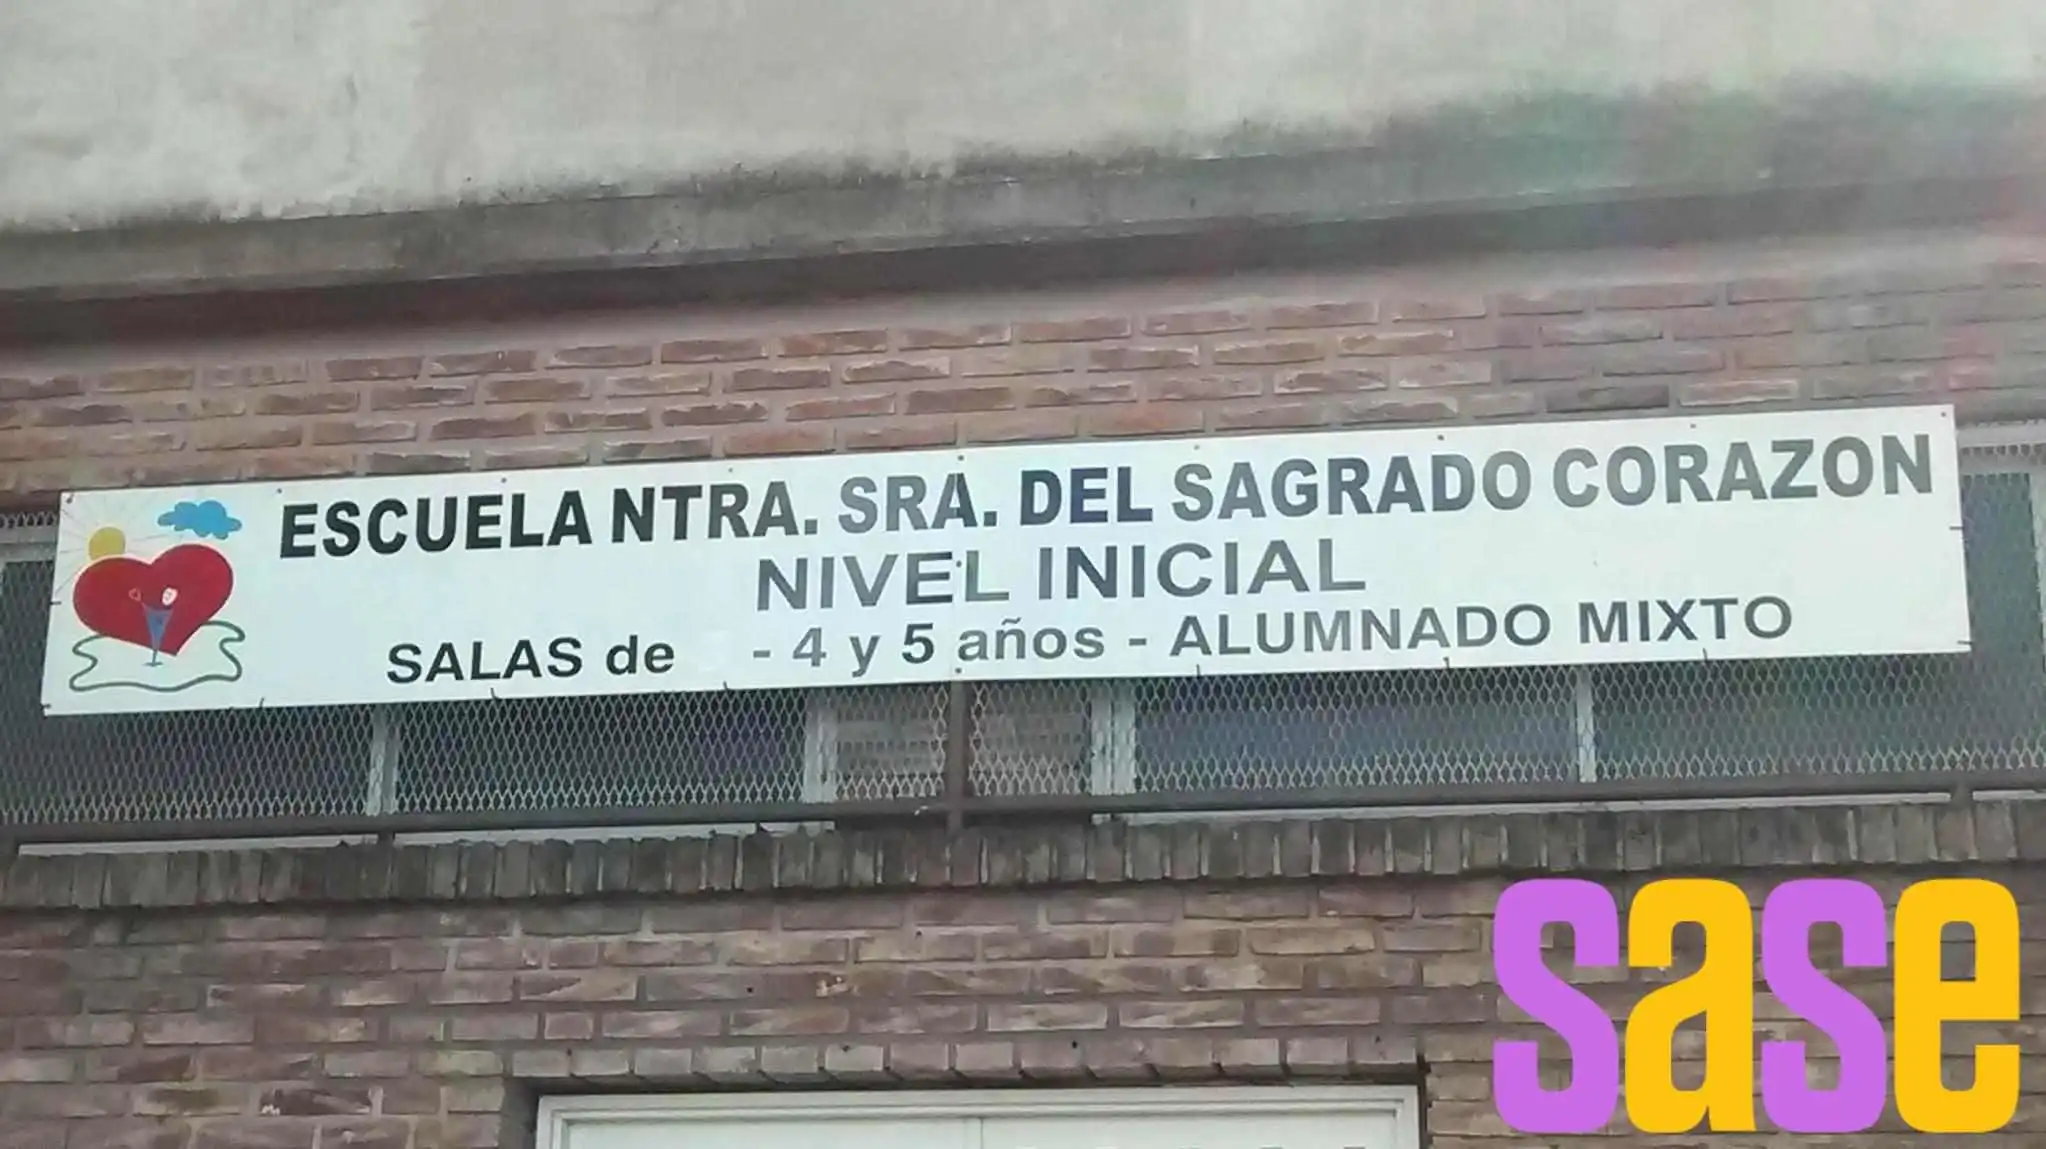 ESCUELA NTRA. SRA. DEL SAGRADO CORAZON
NIVEL INICIAL
SALAS de - 4 y 5 años - ALUMNADO MIXTO
sase